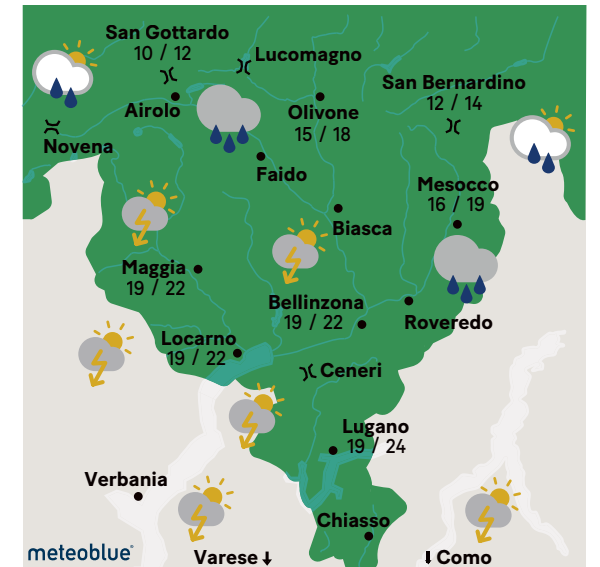 San Gottardo
10 / 12
Lucomagno
San Bernardino
12 / 14
Airolo
Olivone
15 / 18
Novena
Faido
Mesocco
16 / 19
Biasca
Maggia
19 / 22
Bellinzona
19 / 22
Roveredo
Locarno
19 / 22
Ceneri
Lugano
19 / 24
Verbania
Chiasso
meteoblue®
Varese ↓
↓ Como